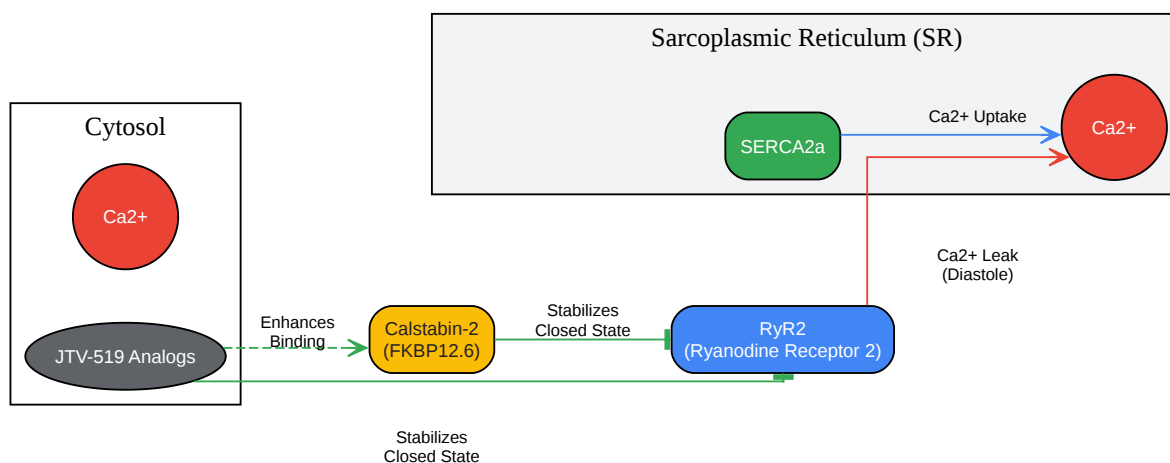 Sarcoplasmic Reticulum (SR)
Cytosol
Ca2+ Uptake
Ca2+
SERCA2a
Ca2+
Ca2+ Leak
(Diastole)
Enhances
Binding
Stabilizes
Closed State
JTV-519 Analogs
Calstabin-2
(FKBP12.6)
RyR2
(Ryanodine Receptor 2)
Stabilizes
Closed State